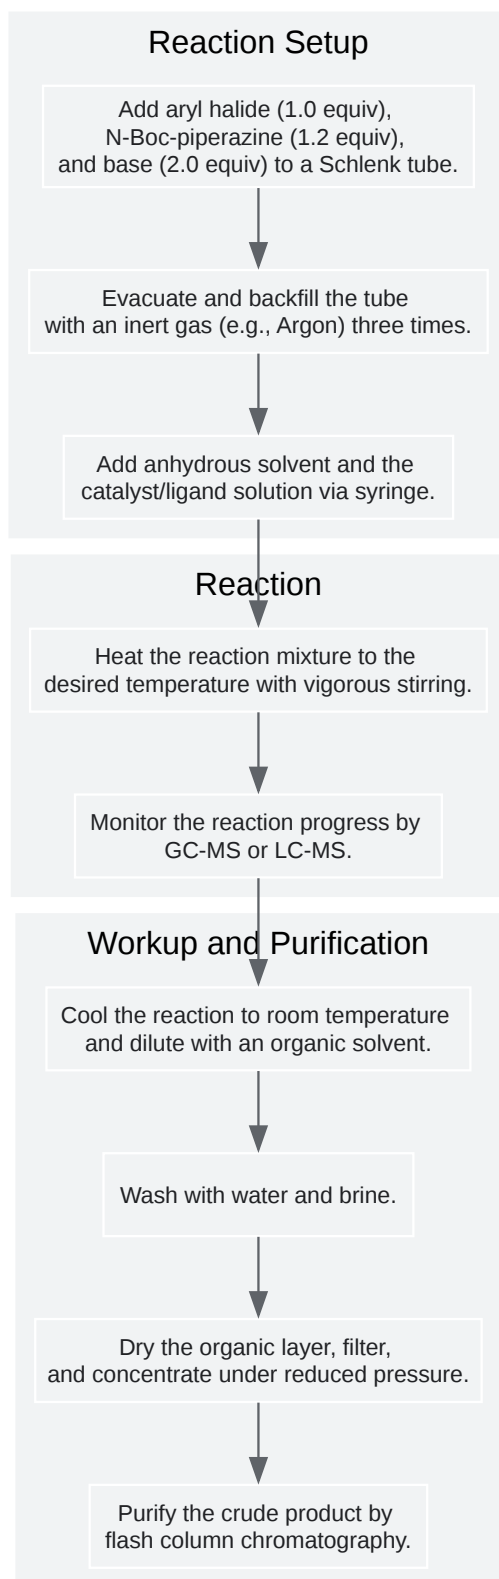 Reaction Setup
Add aryl halide (1.0 equiv),
N-Boc-piperazine (1.2 equiv),
and base (2.0 equiv) to a Schlenk tube.
Evacuate and backfill the tube
with an inert gas (e.g., Argon) three times.
Add anhydrous solvent and the
catalyst/ligand solution via syringe.
Reaction
Heat the reaction mixture to the
desired temperature with vigorous stirring.
Monitor the reaction progress by
GC-MS or LC-MS.
Workup and Purification
Cool the reaction to room temperature
and dilute with an organic solvent.
Wash with water and brine.
Dry the organic layer, filter,
and concentrate under reduced pressure.
Purify the crude product by
flash column chromatography.